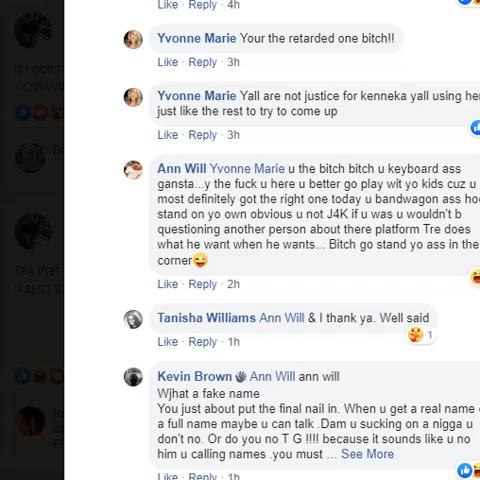 Like · Reply · 4h
Yvonne Marie Your the retarded one bitch!!
Like · Reply · 3h
Yvonne Marie Yall are not justice for kenneka yall using her
just like the rest to try to come up
Like · Reply · 3h
Ann Will Yvonne Marie u the bitch bitch u keyboard ass
gansta...y the fuck u here u better go play wit yo kids cuz u
most definitely got the right one today u bandwagon ass ho
stand on yo own obvious u not J4K if u was u wouldn't b
questioning another person about there platform Tre does
what he want when he wants... Bitch go stand yo ass in the
corner😜
Like · Reply · 2h
Tanisha Williams Ann Will & I thank ya. Well said
1
Like · Reply · 1h
Kevin Brown 👋 Ann Will ann will
Wjhat a fake name
You just about put the final nail in. When u get a real name
a full name maybe u can talk .Dam u sucking on a nigga u
don't no. Or do you no T G !!!! because it sounds like u no
him u calling names .you must ... See More
Like · Reply · 1h